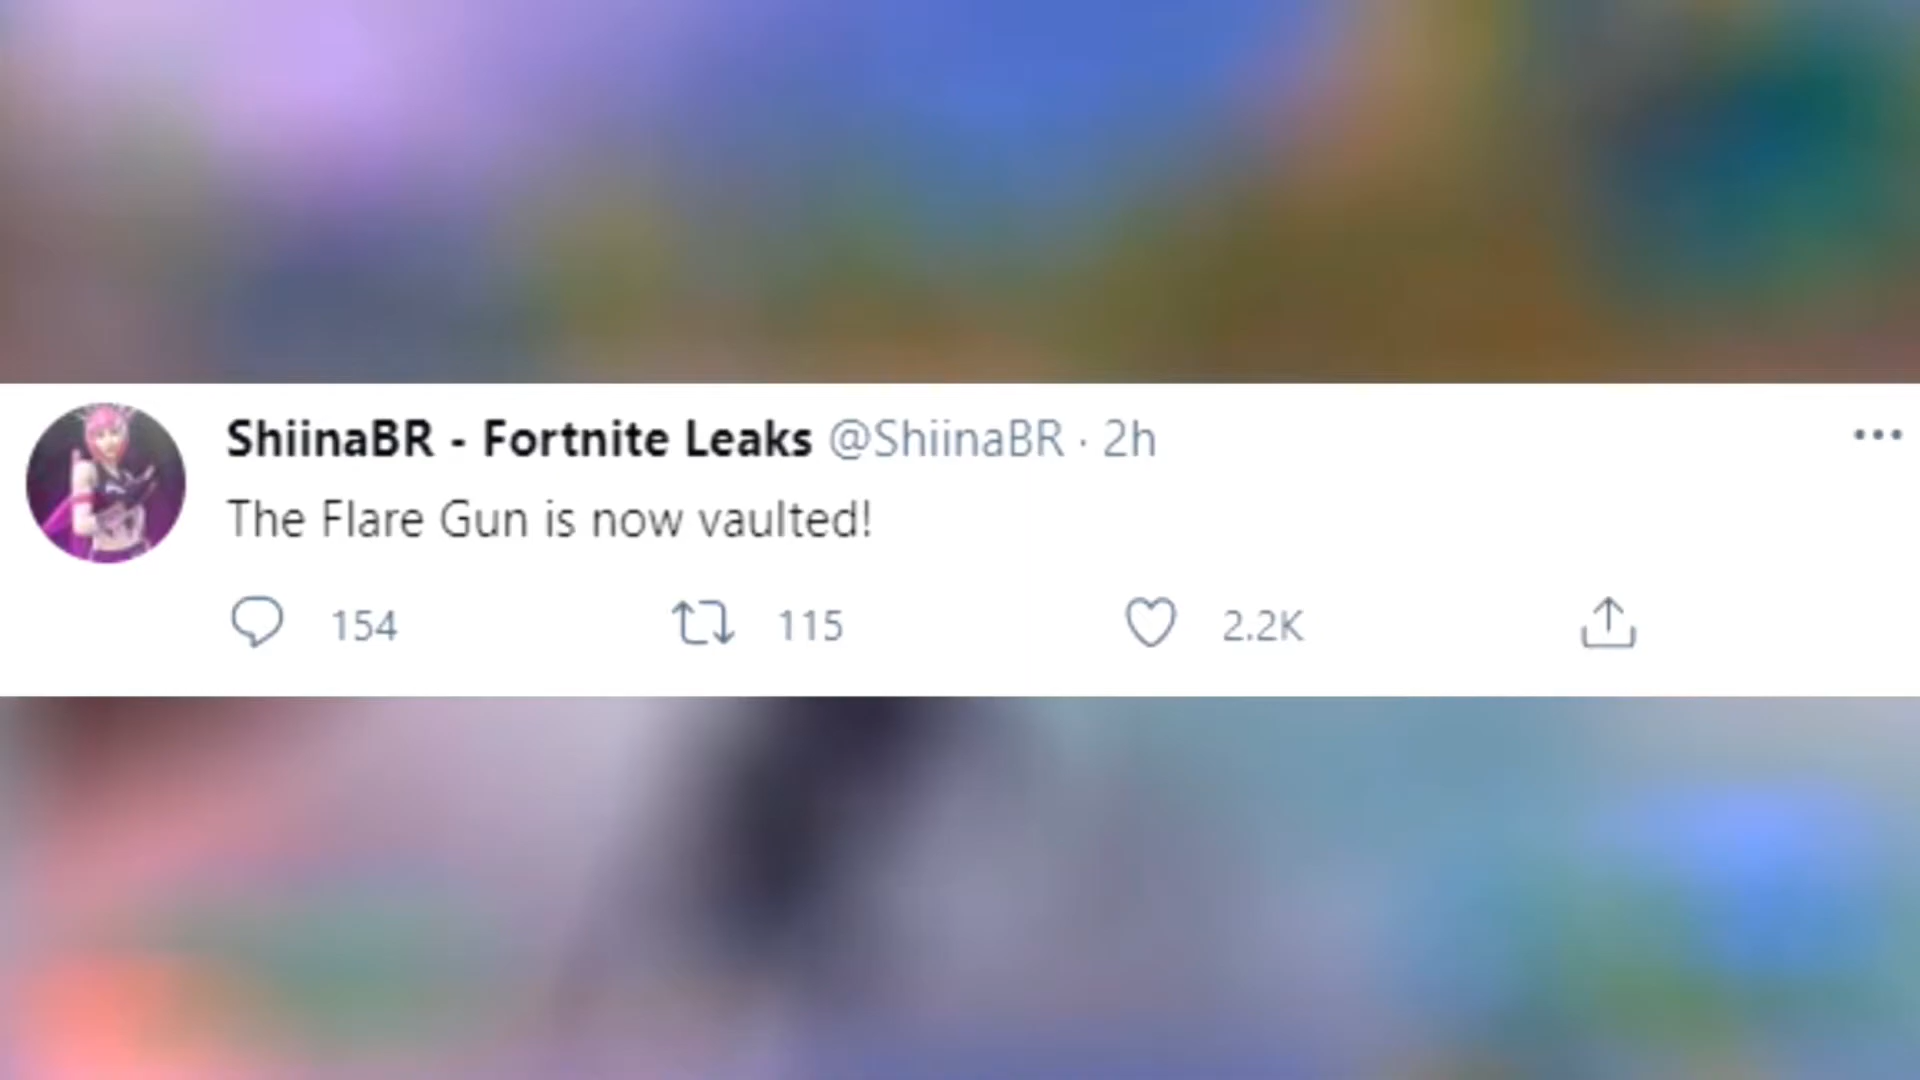 ShiinaBR - Fortnite Leaks @ShiinaBR · 2h
The Flare Gun is now vaulted!
154 115 2.2K